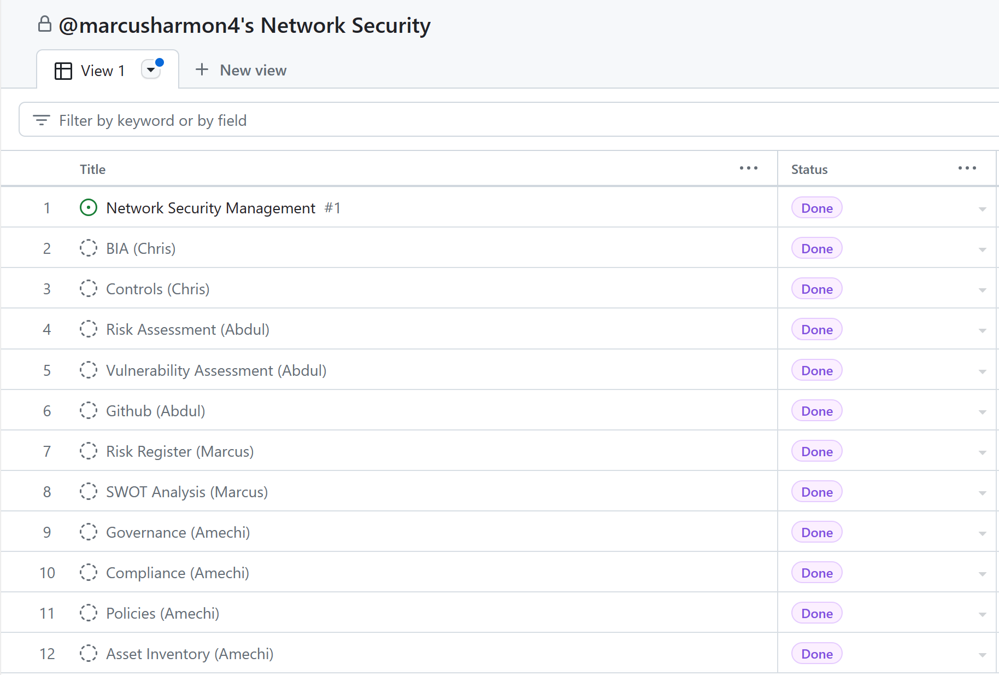 @marcusharmon4's Network Security
View 1 New view
Filter by keyword or by field
Title Status
1 Network Security Management #1 Done
2 BIA (Chris) Done
3 Controls (Chris) Done
4 Risk Assessment (Abdul) Done
5 Vulnerability Assessment (Abdul) Done
6 Github (Abdul) Done
7 Risk Register (Marcus) Done
8 SWOT Analysis (Marcus) Done
9 Governance (Amechi) Done
10 Compliance (Amechi) Done
11 Policies (Amechi) Done
12 Asset Inventory (Amechi) Done